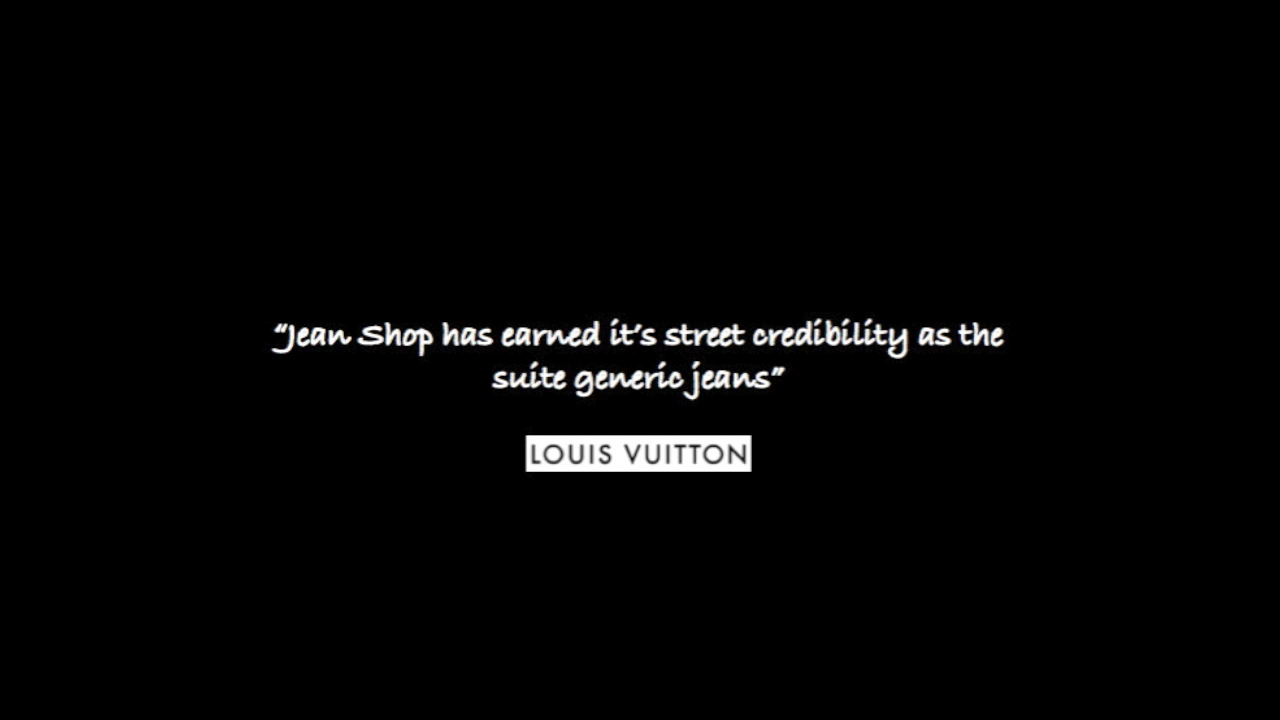 “Jean Shop has earned it’s street credibility as the
suite generic jeans”
LOUIS VUITTON